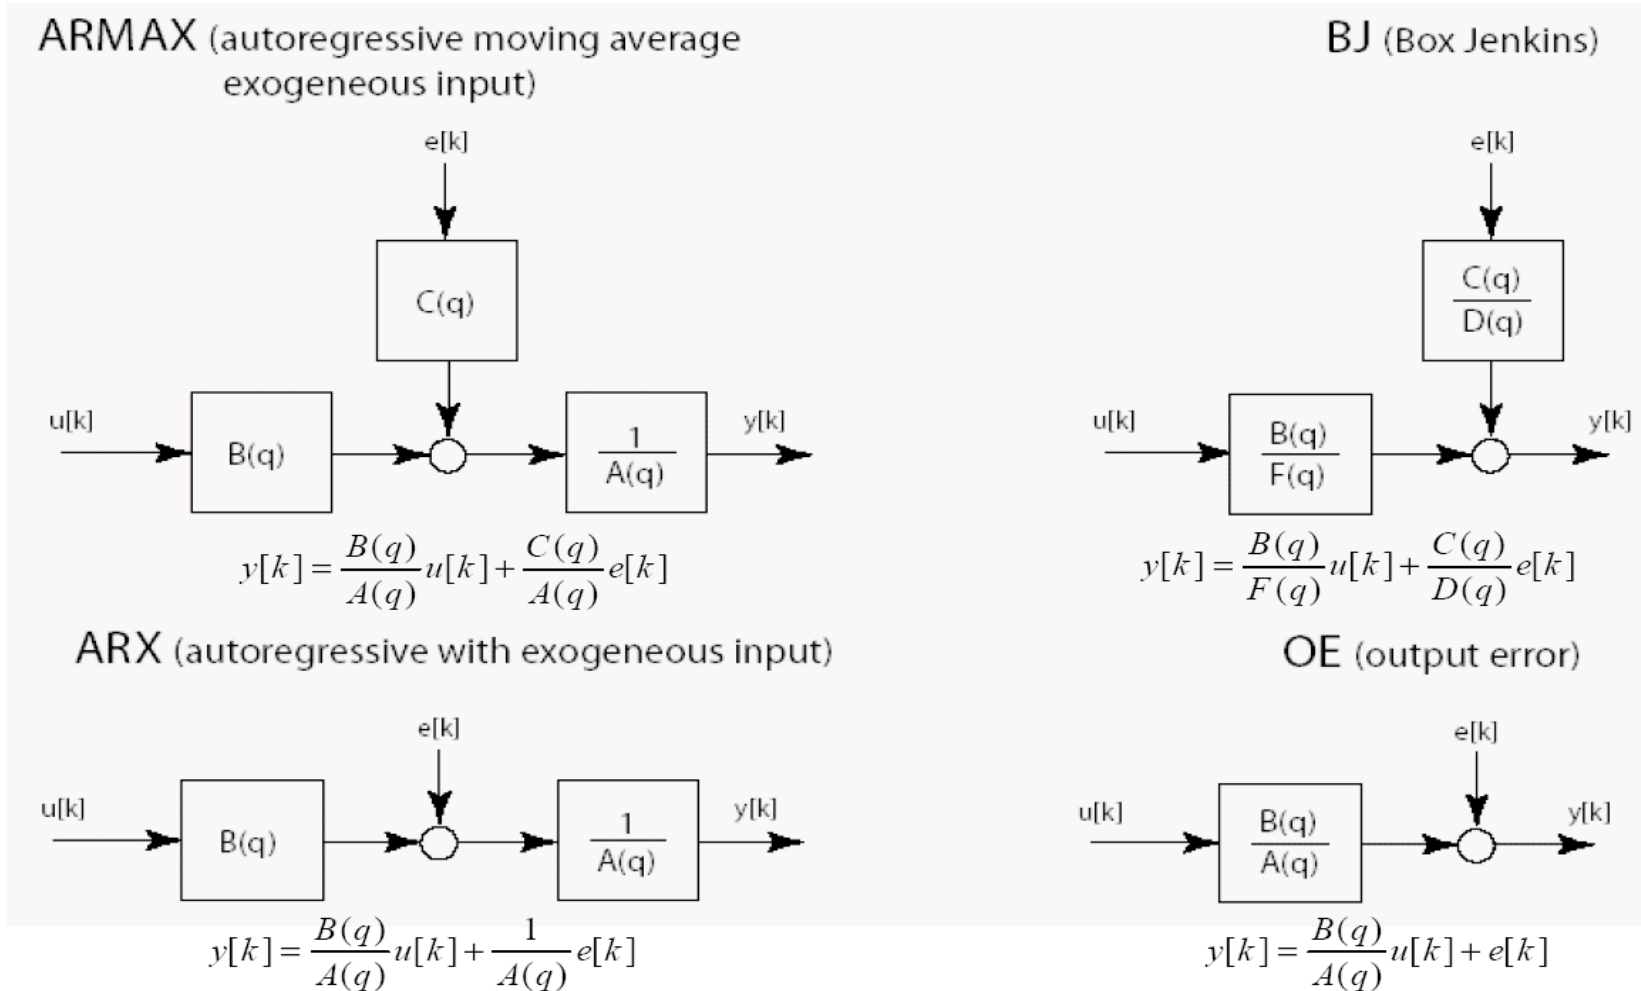 ARMAX (autoregressive moving average
exogeneous input)
e[k]
C(q)
u[k]
B(q)
1
A(q)
y[k]
y[k] = B(q)/A(q) u[k] + C(q)/A(q) e[k]
BJ (Box Jenkins)
e[k]
C(q)
D(q)
u[k]
B(q)
F(q)
y[k]
y[k] = B(q)/F(q) u[k] + C(q)/D(q) e[k]
ARX (autoregressive with exogeneous input)
e[k]
u[k]
B(q)
1
A(q)
y[k]
y[k] = B(q)/A(q) u[k] + 1/A(q) e[k]
OE (output error)
e[k]
u[k]
B(q)
A(q)
y[k]
y[k] = B(q)/A(q) u[k] + e[k]